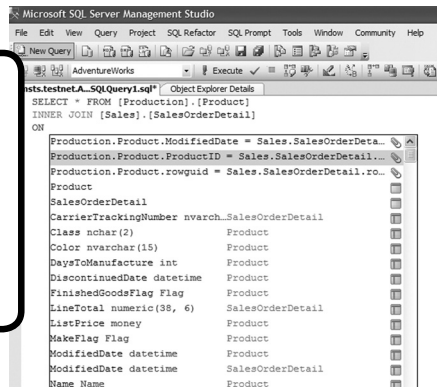 Microsoft SQL Server Management Studio
File Edit View Query Project SQL Refactor SQL Prompt Tools Window Community Help
New Query
AdventureWorks Execute
nsts.testnet.A...SQLQuery1.sql* Object Explorer Details
SELECT * FROM [Production].[Product]
INNER JOIN [Sales].[SalesOrderDetail]
ON
Production.Product.ModifiedDate = Sales.SalesOrderDeta...
Production.Product.ProductID = Sales.SalesOrderDetail....
Production.Product.rowguid = Sales.SalesOrderDetail.ro...
Product
SalesOrderDetail
CarrierTrackingNumber nvarch...SalesOrderDetail
Class nchar(2) Product
Color nvarchar(15) Product
DaysToManufacture int Product
DiscontinuedDate datetime Product
FinishedGoodsFlag Flag Product
LineTotal numeric(38, 6) SalesOrderDetail
ListPrice money Product
MakeFlag Flag Product
ModifiedDate datetime Product
ModifiedDate datetime SalesOrderDetail
Name Name Product